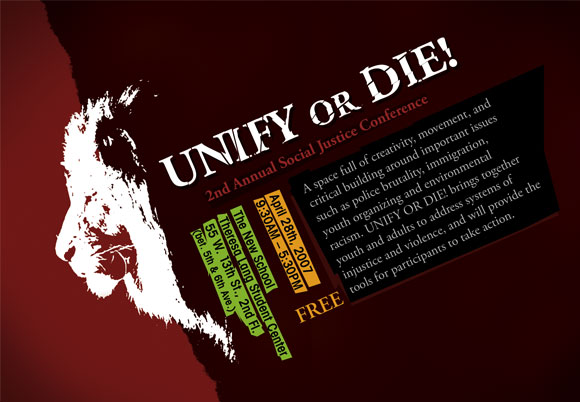 UNIFY OR DIE!
2nd Annual Social Justice Conference
A space full of creativity, movement, and
critical building around important issues
such as police brutality, immigration,
youth organizing and environmental
racism. UNIFY OR DIE! brings together
youth and adults to address systems of
injustice and violence, and will provide the
tools for participants to take action.
April 28th, 2007
9:30AM – 5:30PM
The New School
Theresa Lang Student Center
55 W. 13th St., 2nd Fl.
(bet. 5th & 6th Ave.)
FREE